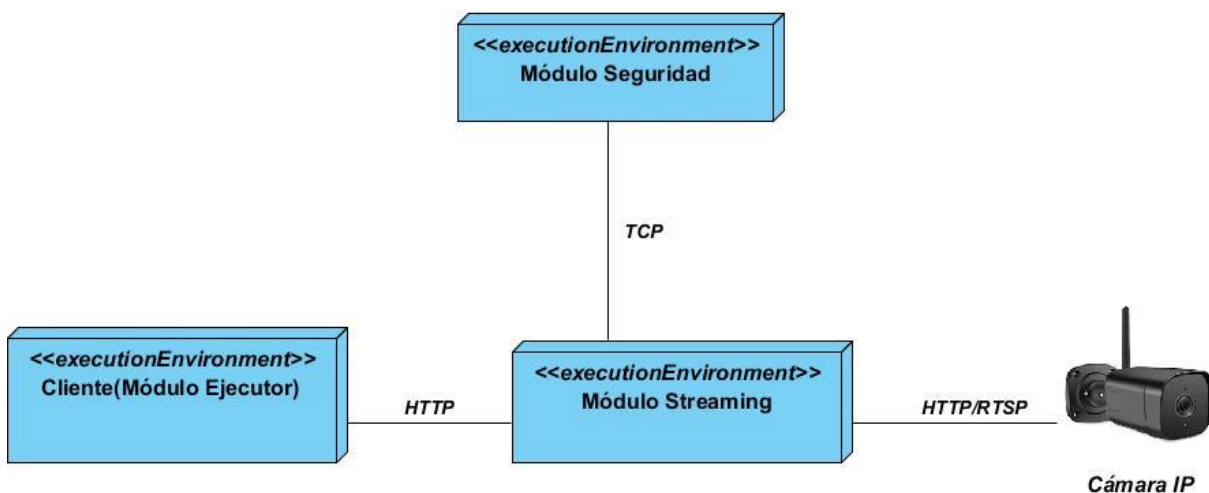 <<executionEnvironment>>
Módulo Seguridad
TCP
<<executionEnvironment>>
Cliente(Módulo Ejecutor)
HTTP
<<executionEnvironment>>
Módulo Streaming
HTTP/RTSP
Cámara IP